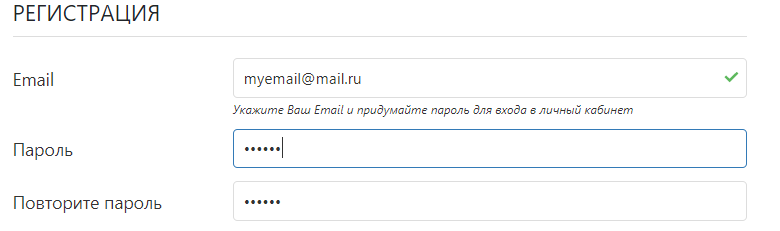 РЕГИСТРАЦИЯ
Email
myemail@mail.ru
Укажите Ваш Email и придумайте пароль для входа в личный кабинет
Пароль
••••••
Повторите пароль
••••••